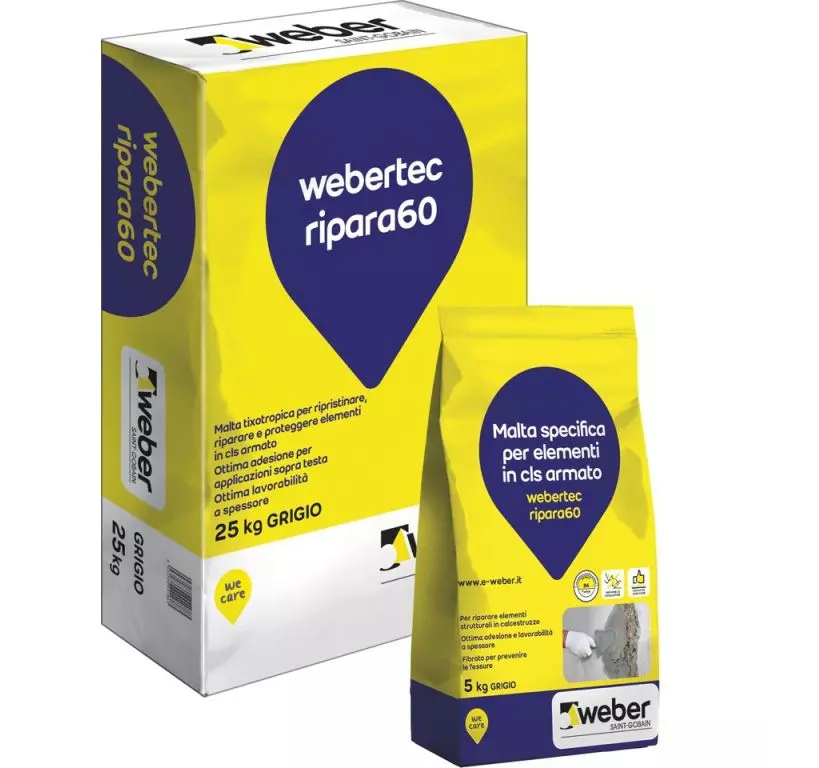 weber
SAINT-GOBAIN
webertec
ripara60
webertec
ripara60
Malta tixotropica per ripristinare,
riparare e proteggere elementi
in cls armato
Ottima adesione per
applicazioni sopra testa
Ottima lavorabilità
a spessore
25 kg GRIGIO
weber
SAINT-GOBAIN
GRIGIO
25kg
we
care
we
Malta specifica
per elementi
in cls armato
webertec
ripara60
www.e-weber.it
R4
Per riparare elementi
strutturali in calcestruzzo
Ottima adesione e lavorabilità
a spessore
Fibrato per prevenire
le fessure
5 kg GRIGIO
we
care
weber
SAINT-GOBAIN